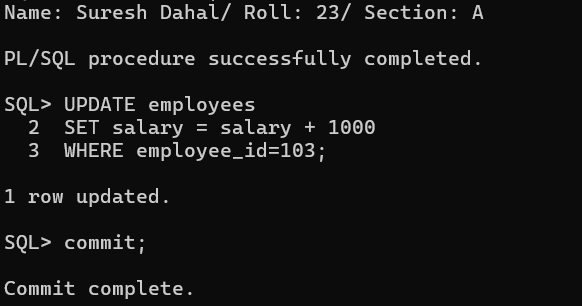 Name: Suresh Dahal/ Roll: 23/ Section: A
PL/SQL procedure successfully completed.
SQL> UPDATE employees
2 SET salary = salary + 1000
3 WHERE employee_id=103;
1 row updated.
SQL> commit;
Commit complete.